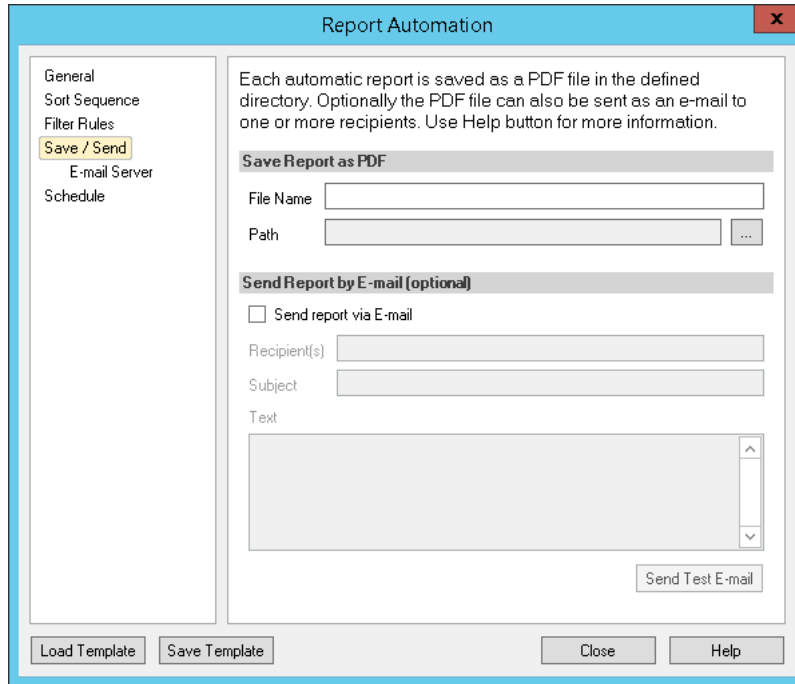 Report Automation
x
General
Sort Sequence
Filter Rules
Save / Send
E-mail Server
Schedule
Each automatic report is saved as a PDF file in the defined
directory. Optionally the PDF file can also be sent as an e-mail to
one or more recipients. Use Help button for more information.
Save Report as PDF
File Name
Path
...
Send Report by E-mail (optional)
Send report via E-mail
Recipient(s)
Subject
Text
Send Test E-mail
Load Template
Save Template
Close
Help